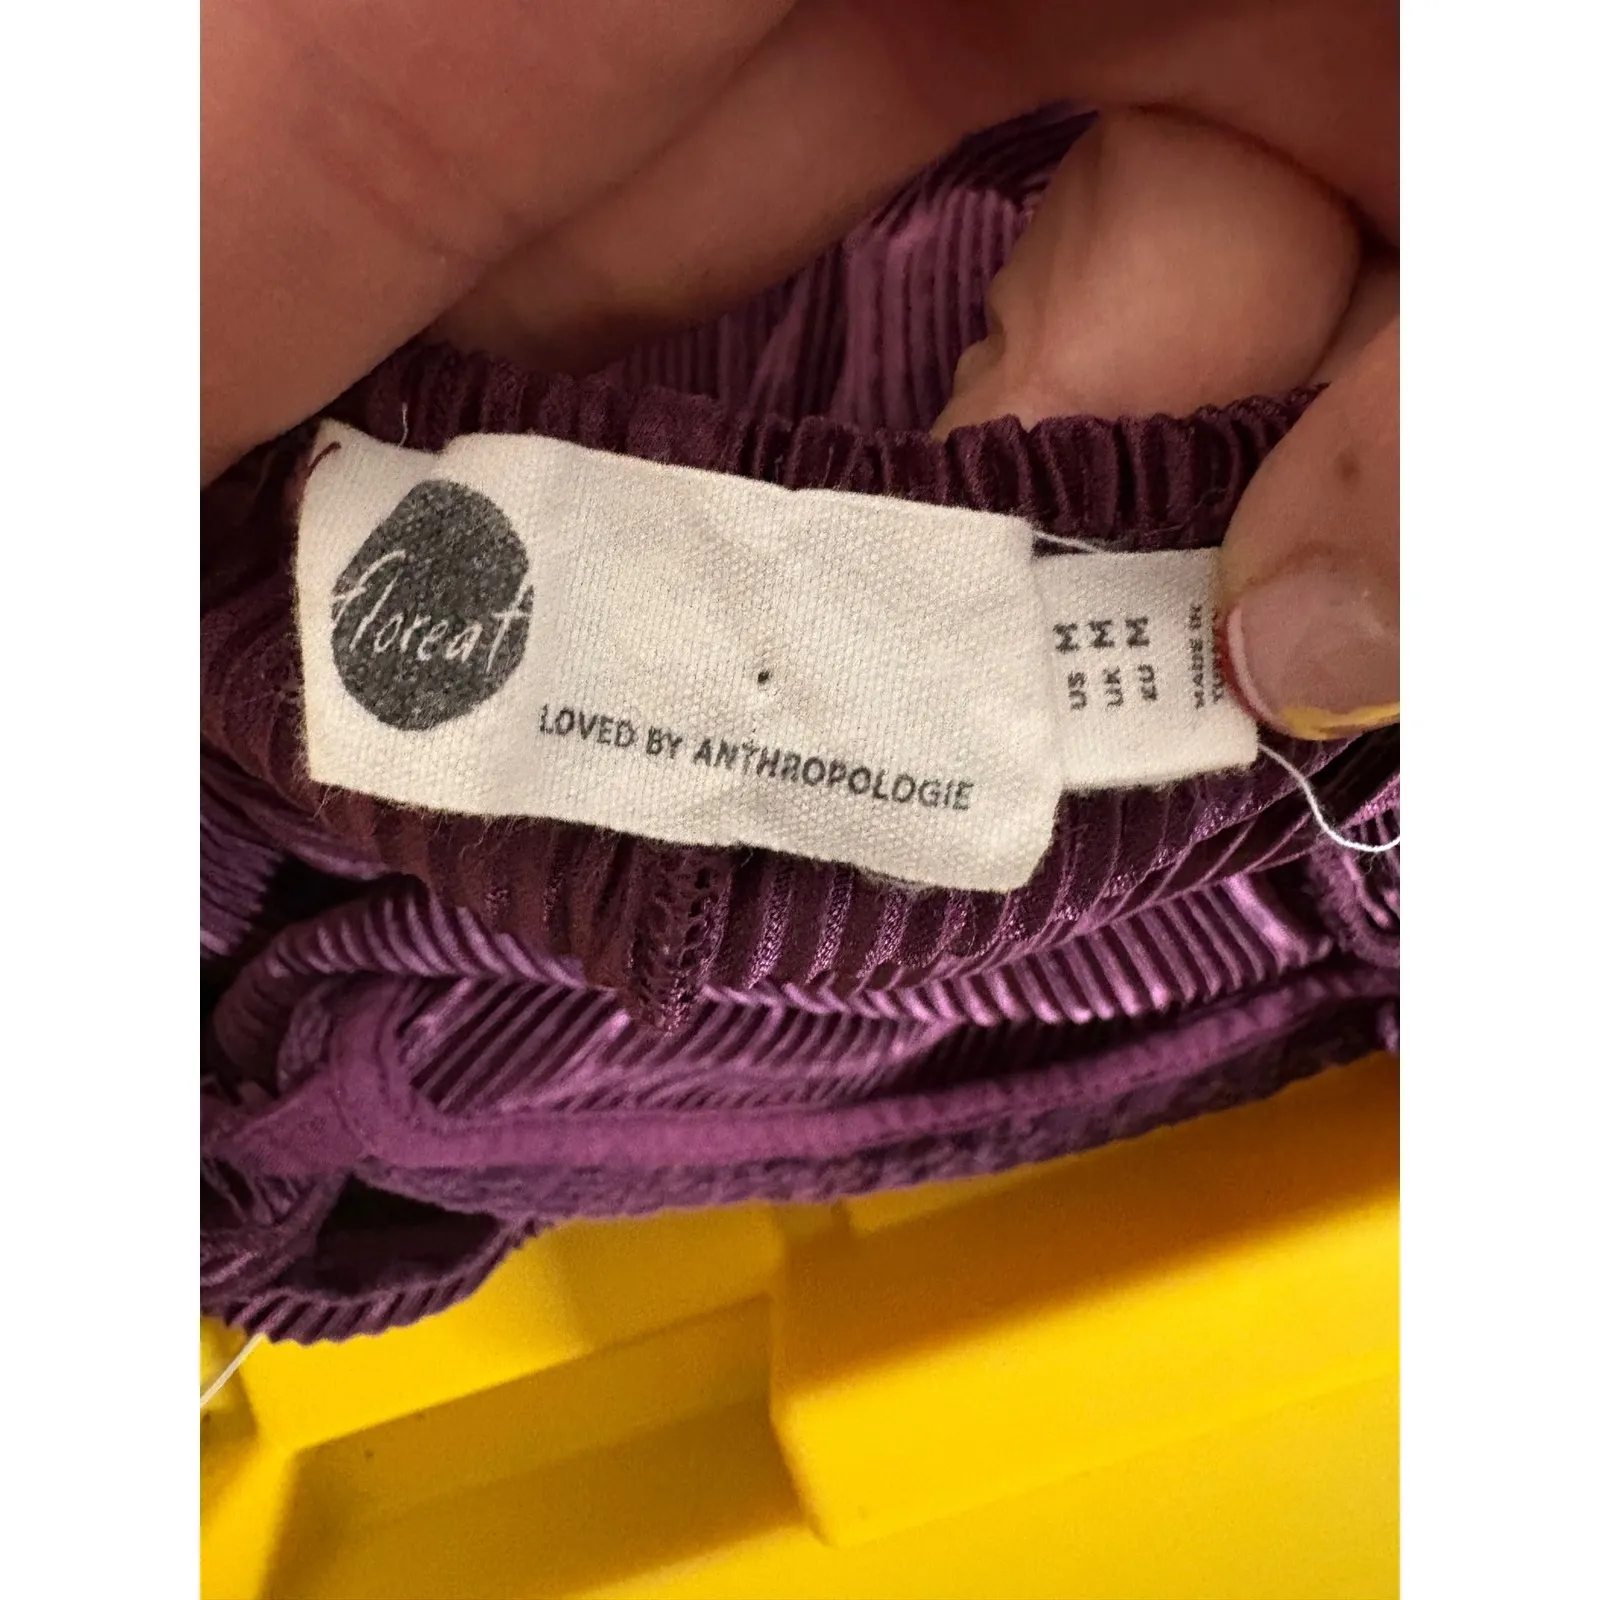 floreat
LOVED BY ANTHROPOLOGIE
US M
UK M
EU M
MADE IN